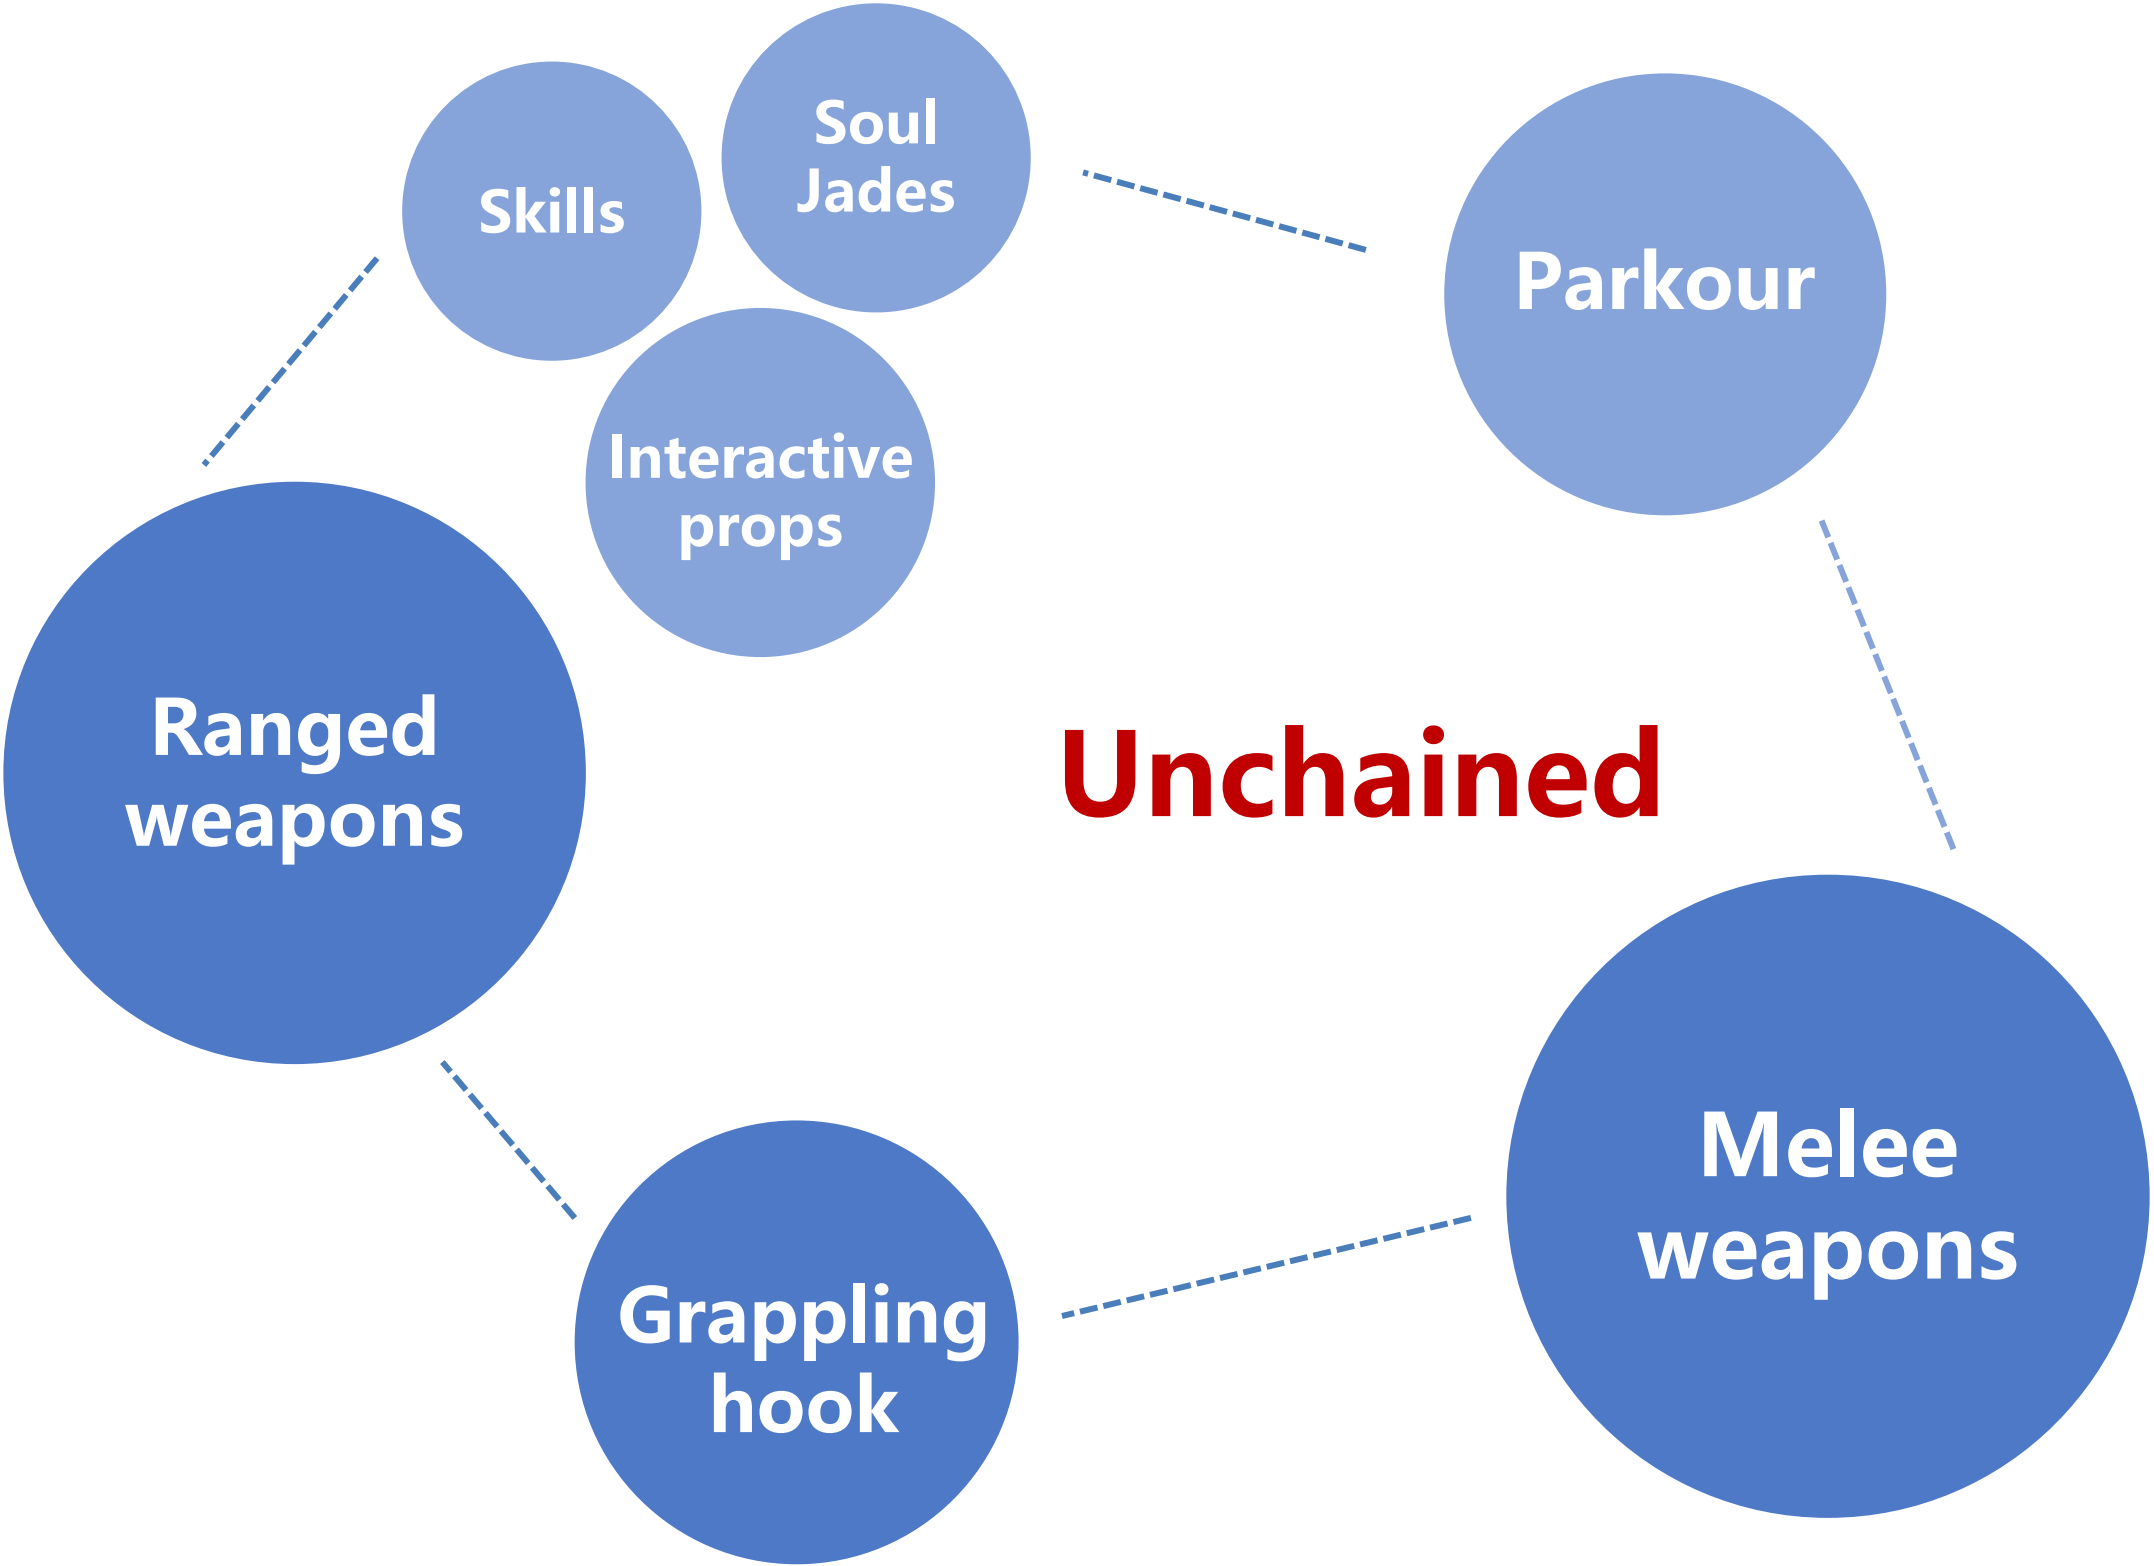 Soul
Jades
Skills
Parkour
Interactive
props
Ranged
weapons
Unchained
Melee
weapons
Grappling
hook